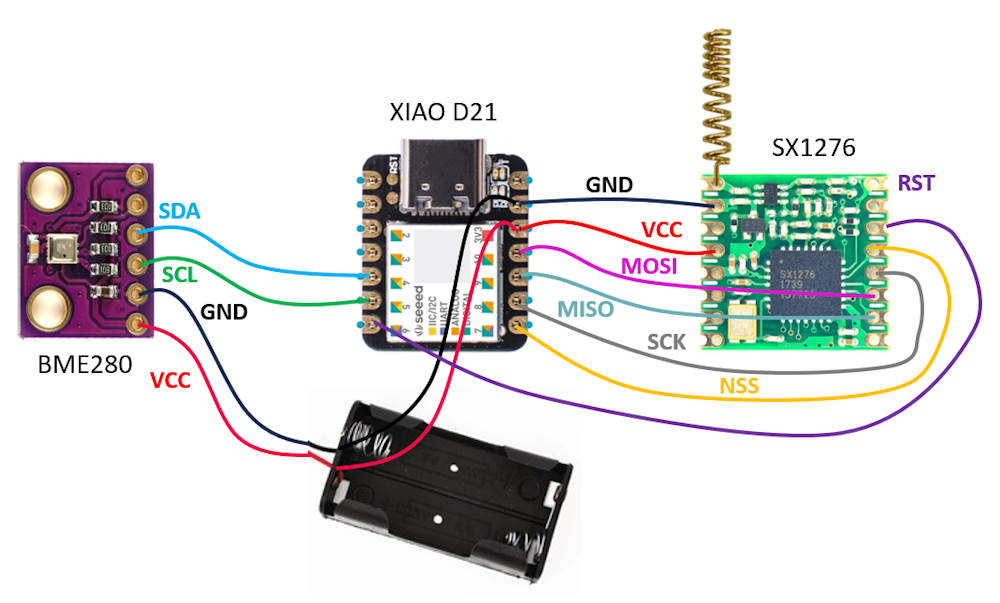 XIAO D21
SX1276
RST
GND
VCC
MOSI
MISO
SCK
NSS
SDA
SCL
GND
VCC
BME280
RST
2
3
4
5
6
3V3
10
9
8
7
seeed
IIC/I2C
UART
ANALOG
DIGITAL
SX1276
1739